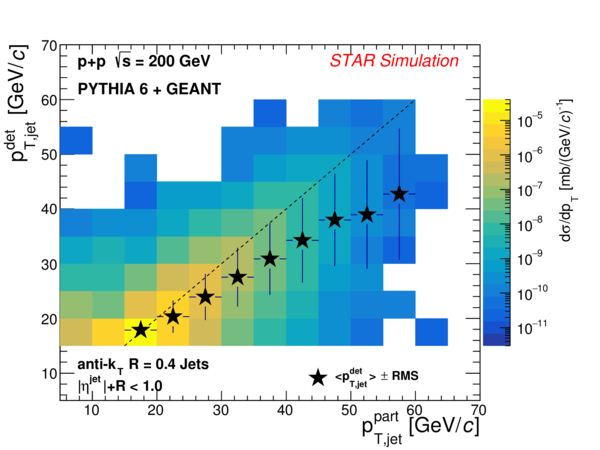 p+p √s = 200 GeV
STAR Simulation
PYTHIA 6 + GEANT
anti-k_T R = 0.4 Jets
|η^jet|+R < 1.0
★ <p^det_T,jet> ± RMS
p^det_T,jet [GeV/c]
70
60
50
40
30
20
10
10 20 30 40 50 60 70
p^part_T,jet [GeV/c]
10^−5
10^−6
10^−7
10^−8
10^−9
10^−10
10^−11
dσ/dp_T [mb/(GeV/c)^-1]